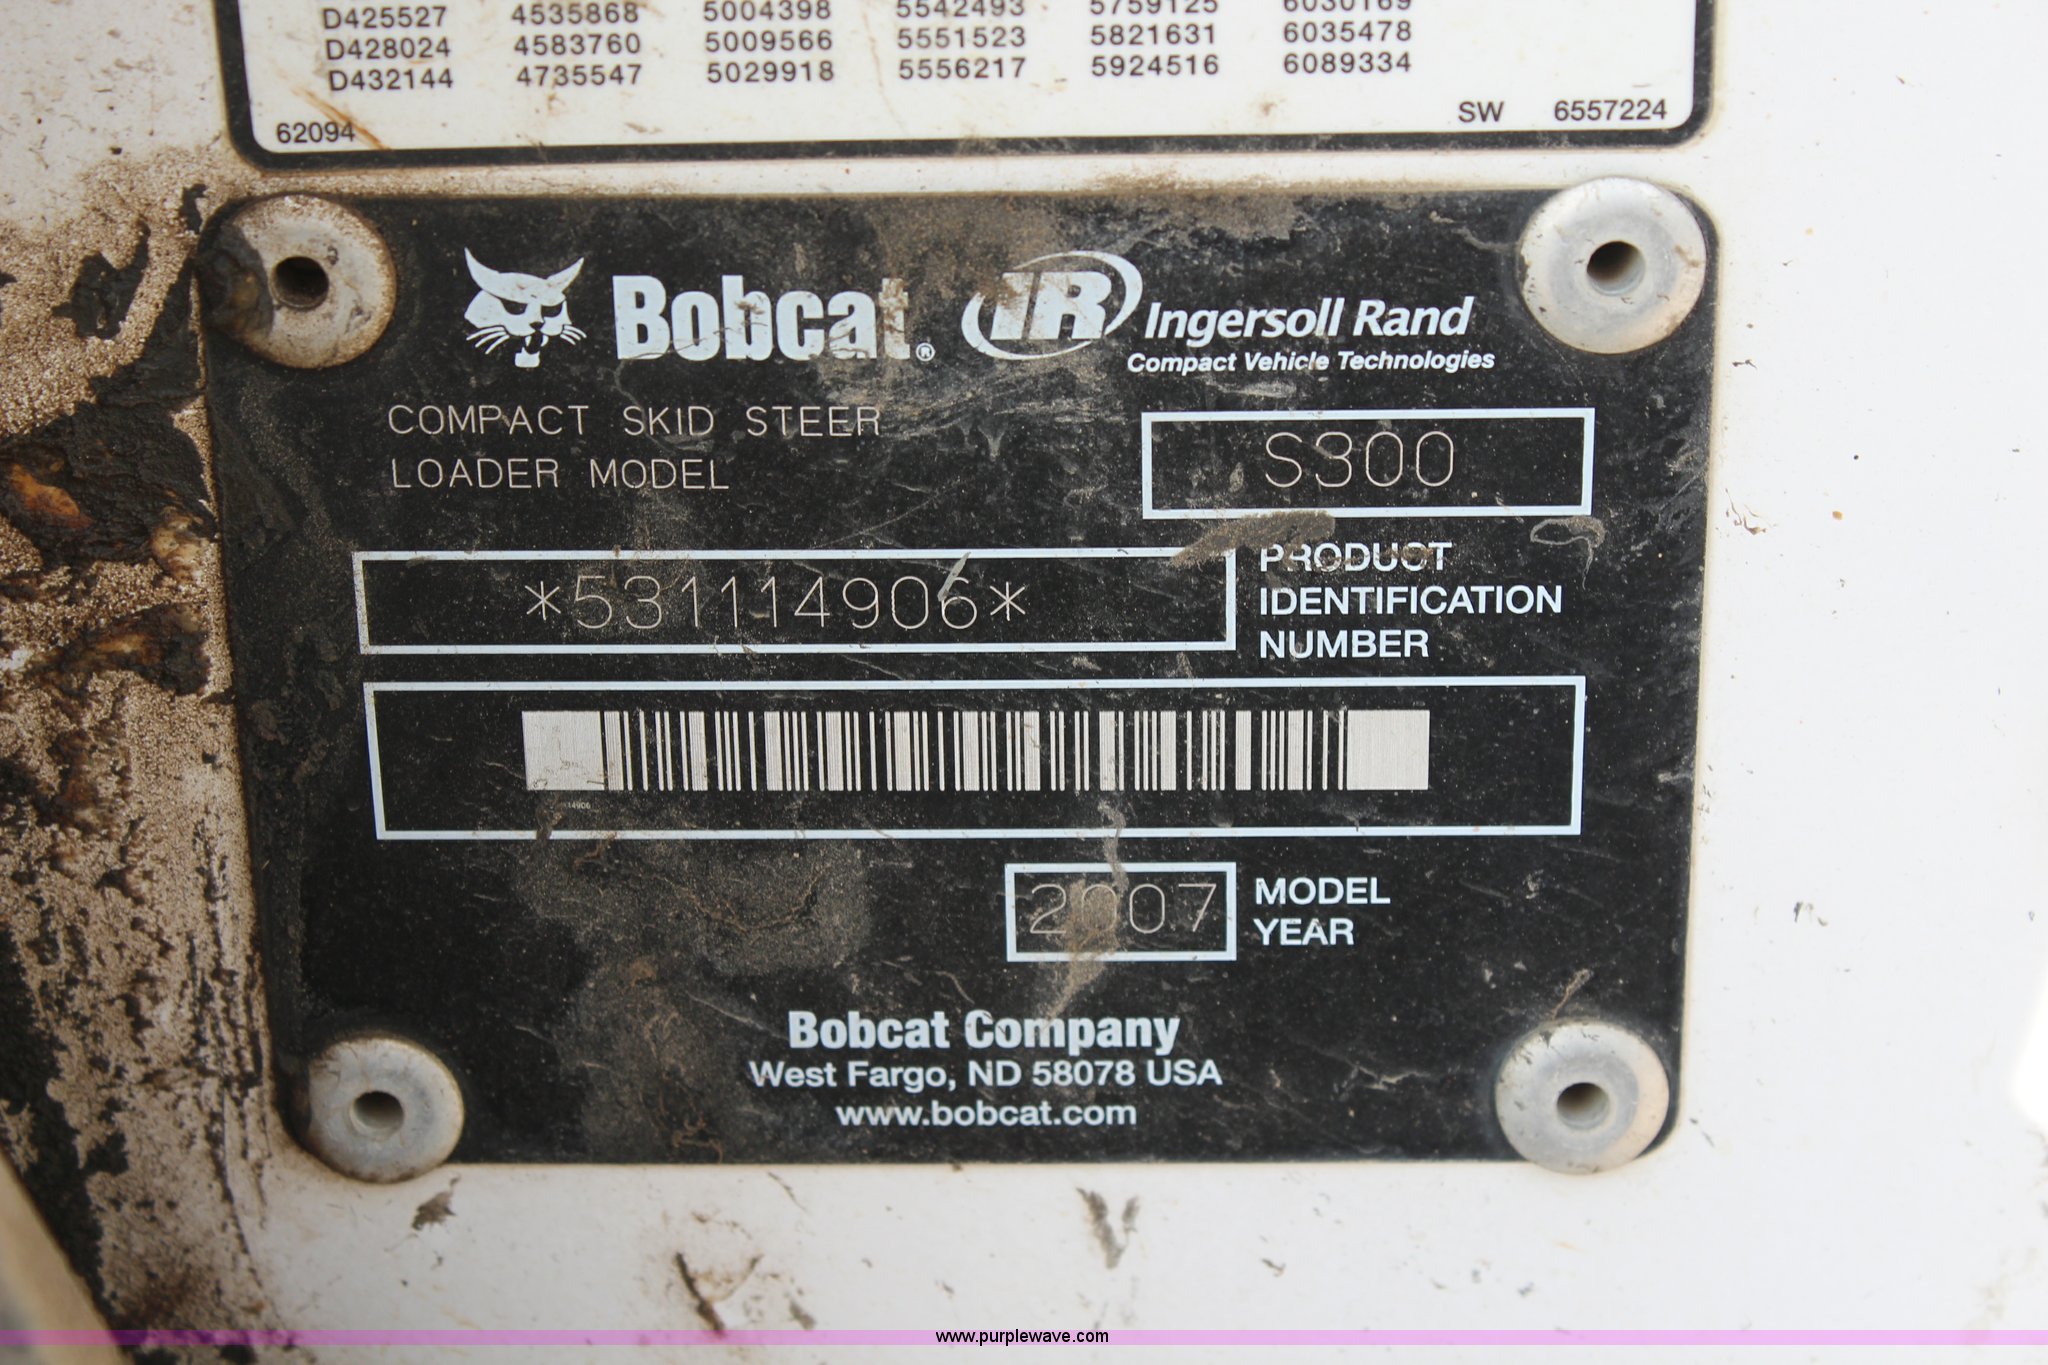 D425527 4535868 5004398 5542493 5759125 6030169
D428024 4583760 5009566 5551523 5821631 6035478
D432144 4735547 5029918 5556217 5924516 6089334
62094 SW 6557224
Bobcat® IR Ingersoll Rand
Compact Vehicle Technologies
COMPACT SKID STEER
LOADER MODEL
S300
*531114906*
PRODUCT
IDENTIFICATION
NUMBER
2007
MODEL
YEAR
Bobcat Company
West Fargo, ND 58078 USA
www.bobcat.com
www.purplewave.com